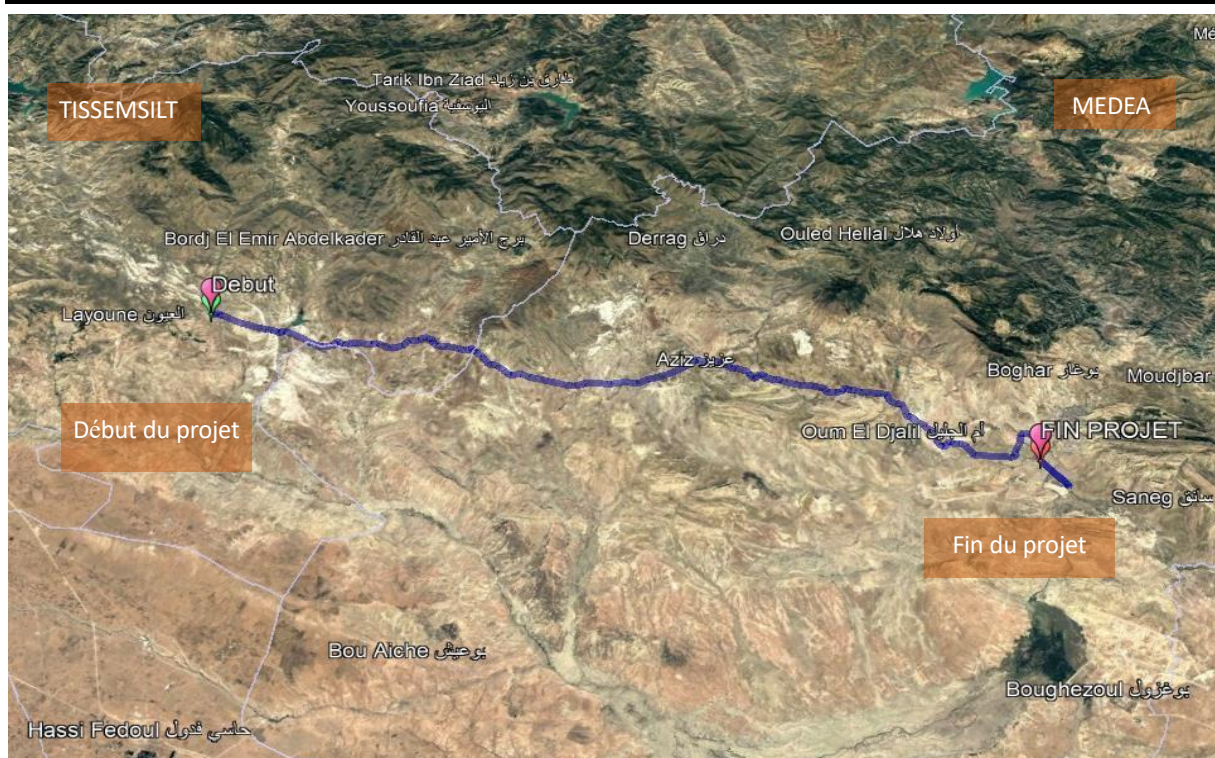 Mé
Tarik Ibn Ziad طارق بن زياد
TISSEMSILT
MEDEA
Youssoufia اليوسفية
Bordj El Emir Abdelkader برج الأمير عبد القادر
Derrag دراق
Ouled Hellal أولاد هلال
Debut
Layoune العيون
Aziz عزيز
Boghar بوغار
Moudjbar
Début du projet
Oum El Djalil أم الجليل
FIN PROJET
Saneg سانق
Fin du projet
Bou Aiche بوعيش
Boughezoul بوغزول
Hassi Fedoul حاسي فدول